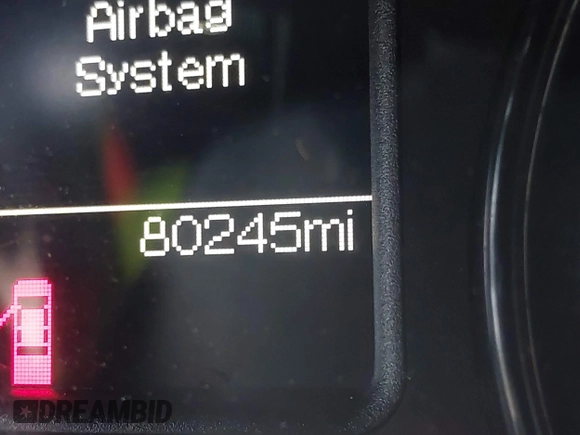 Airbag
System
80245mi
DREAMBID